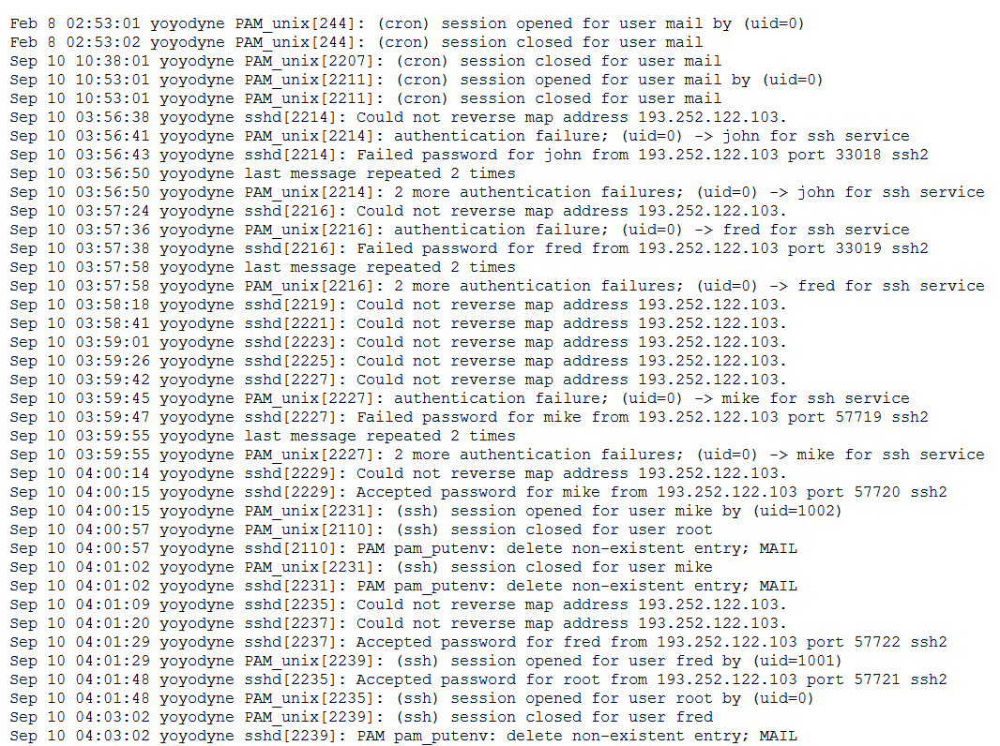 Feb 8 02:53:01 yoyodyne PAM_unix[244]: (cron) session opened for user mail by (uid=0)
Feb 8 02:53:02 yoyodyne PAM_unix[244]: (cron) session closed for user mail
Sep 10 10:38:01 yoyodyne PAM_unix[2207]: (cron) session closed for user mail
Sep 10 10:53:01 yoyodyne PAM_unix[2211]: (cron) session opened for user mail by (uid=0)
Sep 10 10:53:01 yoyodyne PAM_unix[2211]: (cron) session closed for user mail
Sep 10 03:56:38 yoyodyne sshd[2214]: Could not reverse map address 193.252.122.103.
Sep 10 03:56:41 yoyodyne PAM_unix[2214]: authentication failure; (uid=0) -> john for ssh service
Sep 10 03:56:43 yoyodyne sshd[2214]: Failed password for john from 193.252.122.103 port 33018 ssh2
Sep 10 03:56:50 yoyodyne last message repeated 2 times
Sep 10 03:56:50 yoyodyne PAM_unix[2214]: 2 more authentication failures; (uid=0) -> john for ssh service
Sep 10 03:57:24 yoyodyne sshd[2216]: Could not reverse map address 193.252.122.103.
Sep 10 03:57:36 yoyodyne PAM_unix[2216]: authentication failure; (uid=0) -> fred for ssh service
Sep 10 03:57:38 yoyodyne sshd[2216]: Failed password for fred from 193.252.122.103 port 33019 ssh2
Sep 10 03:57:58 yoyodyne last message repeated 2 times
Sep 10 03:57:58 yoyodyne PAM_unix[2216]: 2 more authentication failures; (uid=0) -> fred for ssh service
Sep 10 03:58:18 yoyodyne sshd[2219]: Could not reverse map address 193.252.122.103.
Sep 10 03:58:41 yoyodyne sshd[2221]: Could not reverse map address 193.252.122.103.
Sep 10 03:59:01 yoyodyne sshd[2223]: Could not reverse map address 193.252.122.103.
Sep 10 03:59:26 yoyodyne sshd[2225]: Could not reverse map address 193.252.122.103.
Sep 10 03:59:42 yoyodyne sshd[2227]: Could not reverse map address 193.252.122.103.
Sep 10 03:59:45 yoyodyne PAM_unix[2227]: authentication failure; (uid=0) -> mike for ssh service
Sep 10 03:59:47 yoyodyne sshd[2227]: Failed password for mike from 193.252.122.103 port 57719 ssh2
Sep 10 03:59:55 yoyodyne last message repeated 2 times
Sep 10 03:59:55 yoyodyne PAM_unix[2227]: 2 more authentication failures; (uid=0) -> mike for ssh service
Sep 10 04:00:14 yoyodyne sshd[2229]: Could not reverse map address 193.252.122.103.
Sep 10 04:00:15 yoyodyne sshd[2229]: Accepted password for mike from 193.252.122.103 port 57720 ssh2
Sep 10 04:00:15 yoyodyne PAM_unix[2231]: (ssh) session opened for user mike by (uid=1002)
Sep 10 04:00:57 yoyodyne PAM_unix[2110]: (ssh) session closed for user root
Sep 10 04:00:57 yoyodyne sshd[2110]: PAM pam_putenv: delete non-existent entry; MAIL
Sep 10 04:01:02 yoyodyne PAM_unix[2231]: (ssh) session closed for user mike
Sep 10 04:01:02 yoyodyne sshd[2231]: PAM pam_putenv: delete non-existent entry; MAIL
Sep 10 04:01:09 yoyodyne sshd[2235]: Could not reverse map address 193.252.122.103.
Sep 10 04:01:20 yoyodyne sshd[2237]: Could not reverse map address 193.252.122.103.
Sep 10 04:01:29 yoyodyne sshd[2237]: Accepted password for fred from 193.252.122.103 port 57722 ssh2
Sep 10 04:01:29 yoyodyne PAM_unix[2239]: (ssh) session opened for user fred by (uid=1001)
Sep 10 04:01:48 yoyodyne sshd[2235]: Accepted password for root from 193.252.122.103 port 57721 ssh2
Sep 10 04:01:48 yoyodyne PAM_unix[2235]: (ssh) session opened for user root by (uid=0)
Sep 10 04:03:02 yoyodyne PAM_unix[2239]: (ssh) session closed for user fred
Sep 10 04:03:02 yoyodyne sshd[2239]: PAM pam_putenv: delete non-existent entry; MAIL